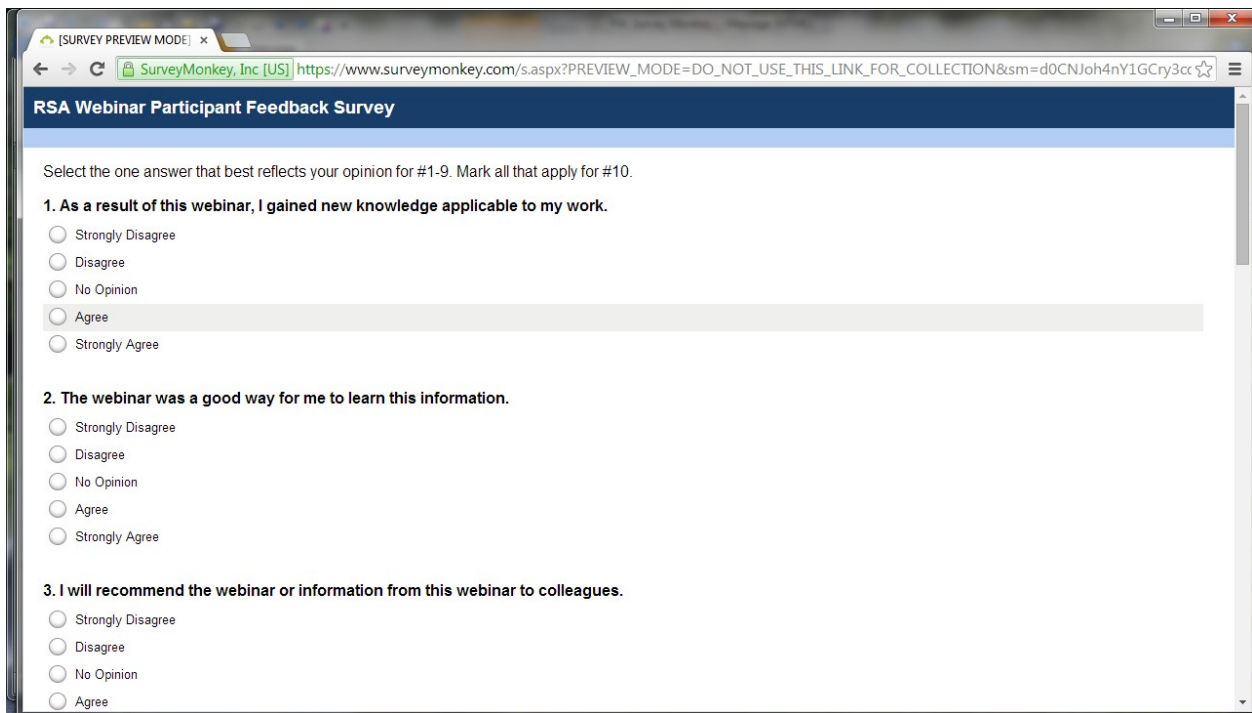 [SURVEY PREVIEW MODE]
SurveyMonkey, Inc [US] https://www.surveymonkey.com/s.aspx?PREVIEW_MODE=DO_NOT_USE_THIS_LINK_FOR_COLLECTION&sm=d0CNJoh4nY1GCry3cc
RSA Webinar Participant Feedback Survey
Select the one answer that best reflects your opinion for #1-9. Mark all that apply for #10.
1. As a result of this webinar, I gained new knowledge applicable to my work.
Strongly Disagree
Disagree
No Opinion
Agree
Strongly Agree
2. The webinar was a good way for me to learn this information.
Strongly Disagree
Disagree
No Opinion
Agree
Strongly Agree
3. I will recommend the webinar or information from this webinar to colleagues.
Strongly Disagree
Disagree
No Opinion
Agree